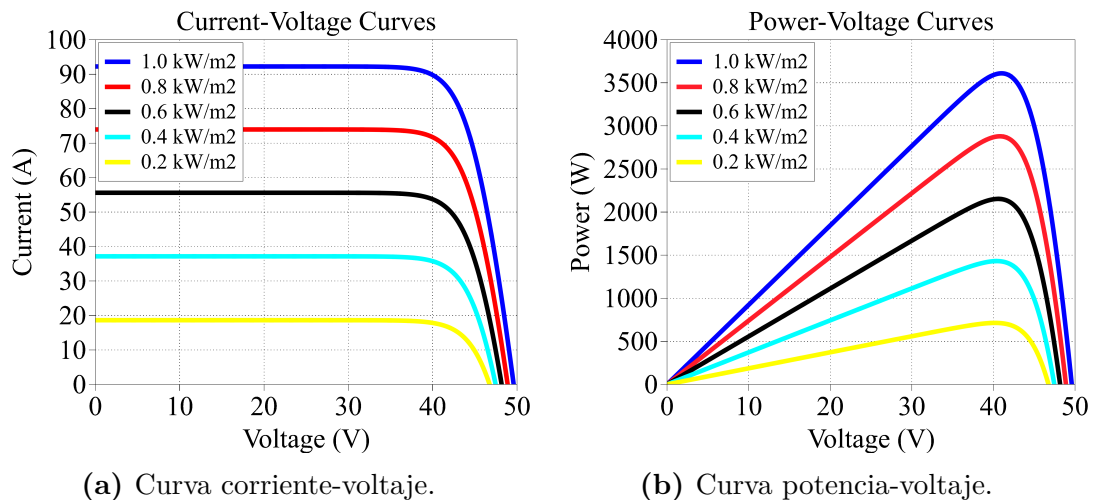 Current-Voltage Curves
100
90
80
70
60
50
40
30
20
10
0
Current (A)
1.0 kW/m2
0.8 kW/m2
0.6 kW/m2
0.4 kW/m2
0.2 kW/m2
0 10 20 30 40 50
Voltage (V)
(a) Curva corriente-voltaje.
Power-Voltage Curves
4000
3500
3000
2500
2000
1500
1000
500
0
Power (W)
1.0 kW/m2
0.8 kW/m2
0.6 kW/m2
0.4 kW/m2
0.2 kW/m2
0 10 20 30 40 50
Voltage (V)
(b) Curva potencia-voltaje.